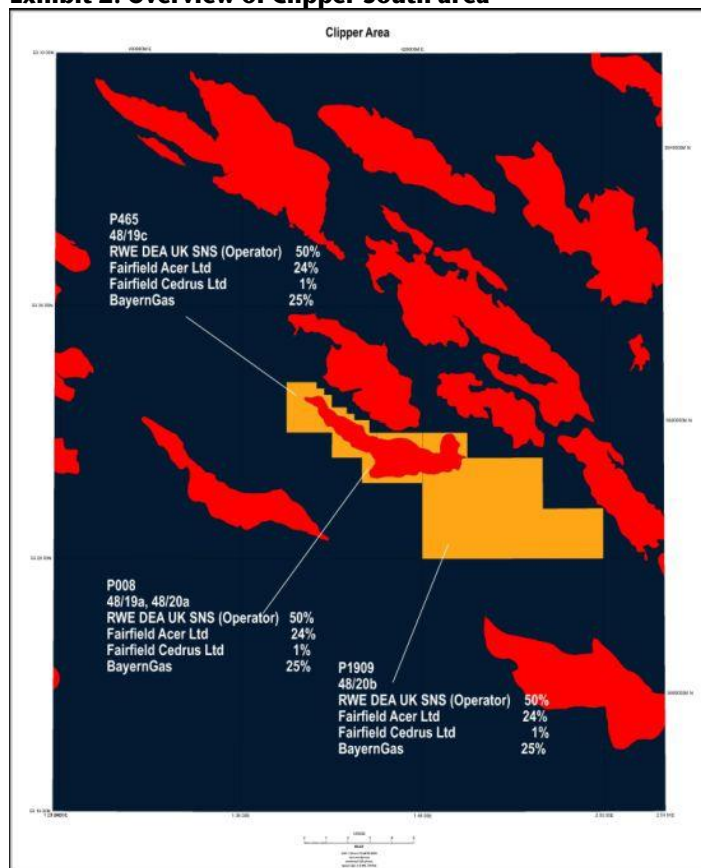 Exhibit 2: Overview of Clipper South area
Clipper Area
P465
48/19c
RWE DEA UK SNS (Operator) 50%
Fairfield Acer Ltd 24%
Fairfield Cedrus Ltd 1%
BayernGas 25%
P008
48/19a, 48/20a
RWE DEA UK SNS (Operator) 50%
Fairfield Acer Ltd 24%
Fairfield Cedrus Ltd 1%
BayernGas 25%
P1909
48/20b
RWE DEA UK SNS (Operator) 50%
Fairfield Acer Ltd 24%
Fairfield Cedrus Ltd 1%
BayernGas 25%